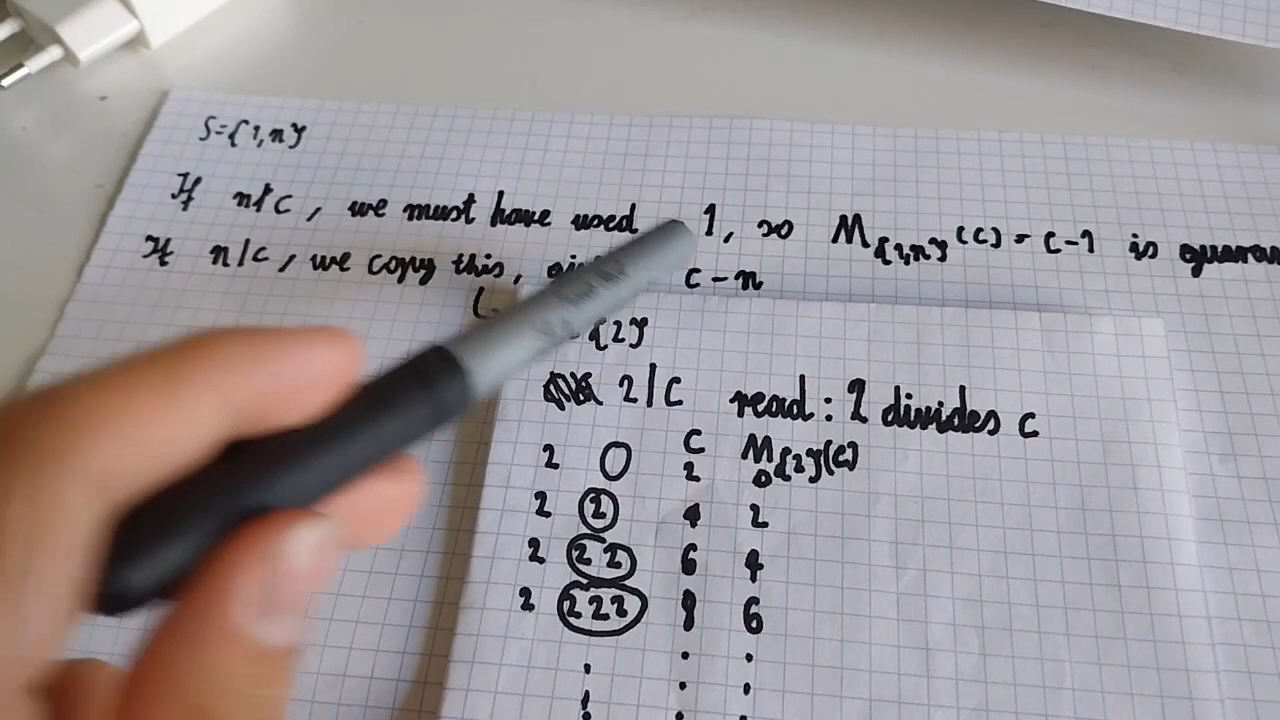 S={1,n}
If n∤c, we must have used 1, so M{1,n}(c)=c-1 is
If n|c, we copy this, c-n
{2}
2|c read: 2 divides c
c M{2}(c)
2 2 0
2 2 4 2
2 2 2 6 4
2 2 2 2 8 6